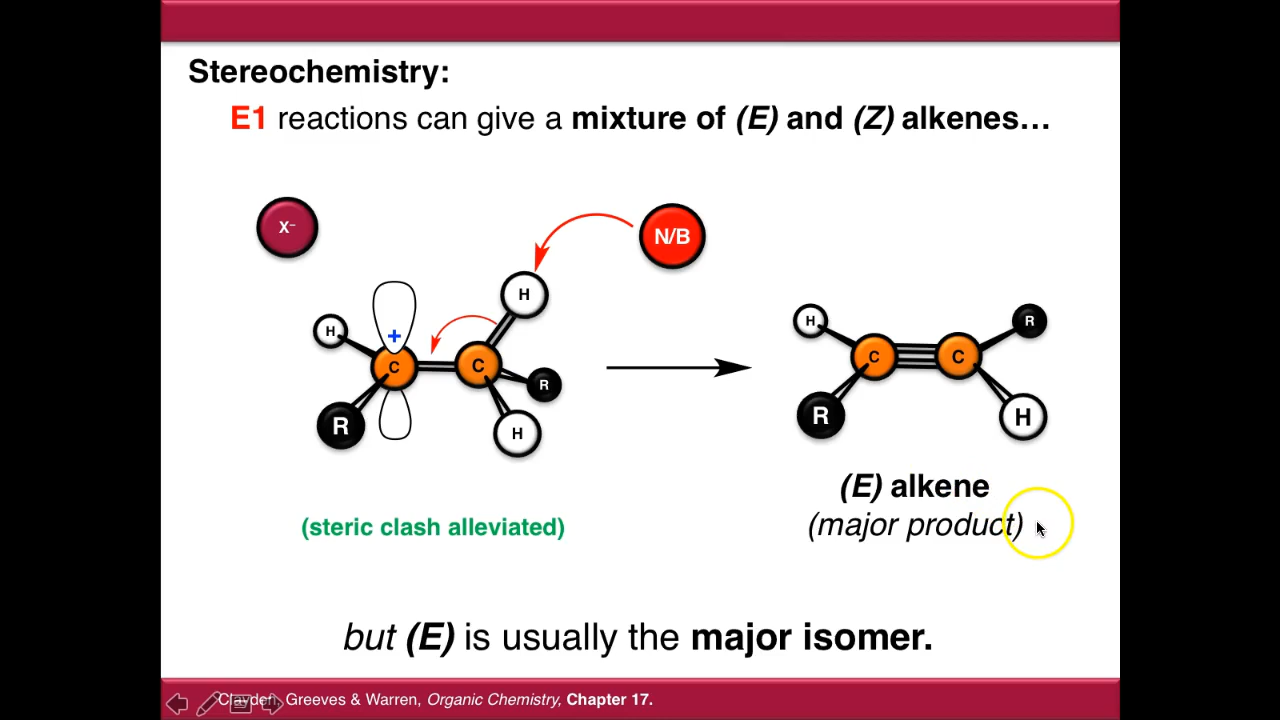 Stereochemistry:
E1 reactions can give a mixture of (E) and (Z) alkenes…
X⁻
N/B
H
H
+
C
C
R
R
H
H
R
C
C
R
H
(E) alkene
(steric clash alleviated)
(major product)
but (E) is usually the major isomer.
Clayden, Greeves & Warren, Organic Chemistry, Chapter 17.